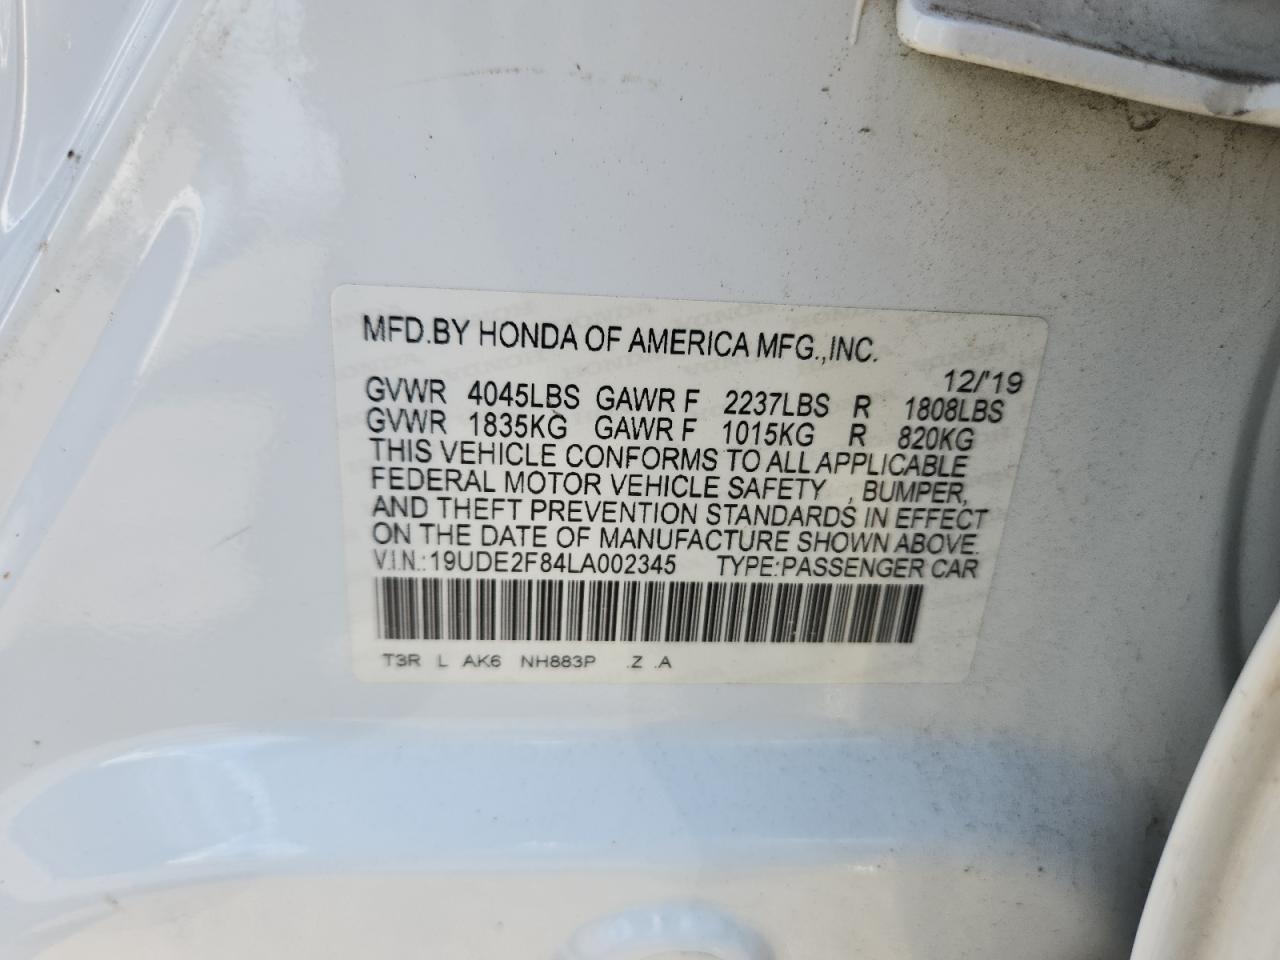 MFD.BY HONDA OF AMERICA MFG.,INC.
12/'19
GVWR 4045LBS GAWR F 2237LBS R 1808LBS
GVWR 1835KG GAWR F 1015KG R 820KG
THIS VEHICLE CONFORMS TO ALL APPLICABLE
FEDERAL MOTOR VEHICLE SAFETY , BUMPER,
AND THEFT PREVENTION STANDARDS IN EFFECT
ON THE DATE OF MANUFACTURE SHOWN ABOVE.
V.I.N.:19UDE2F84LA002345 TYPE:PASSENGER CAR
T3R L AK6 NH883P .Z .A